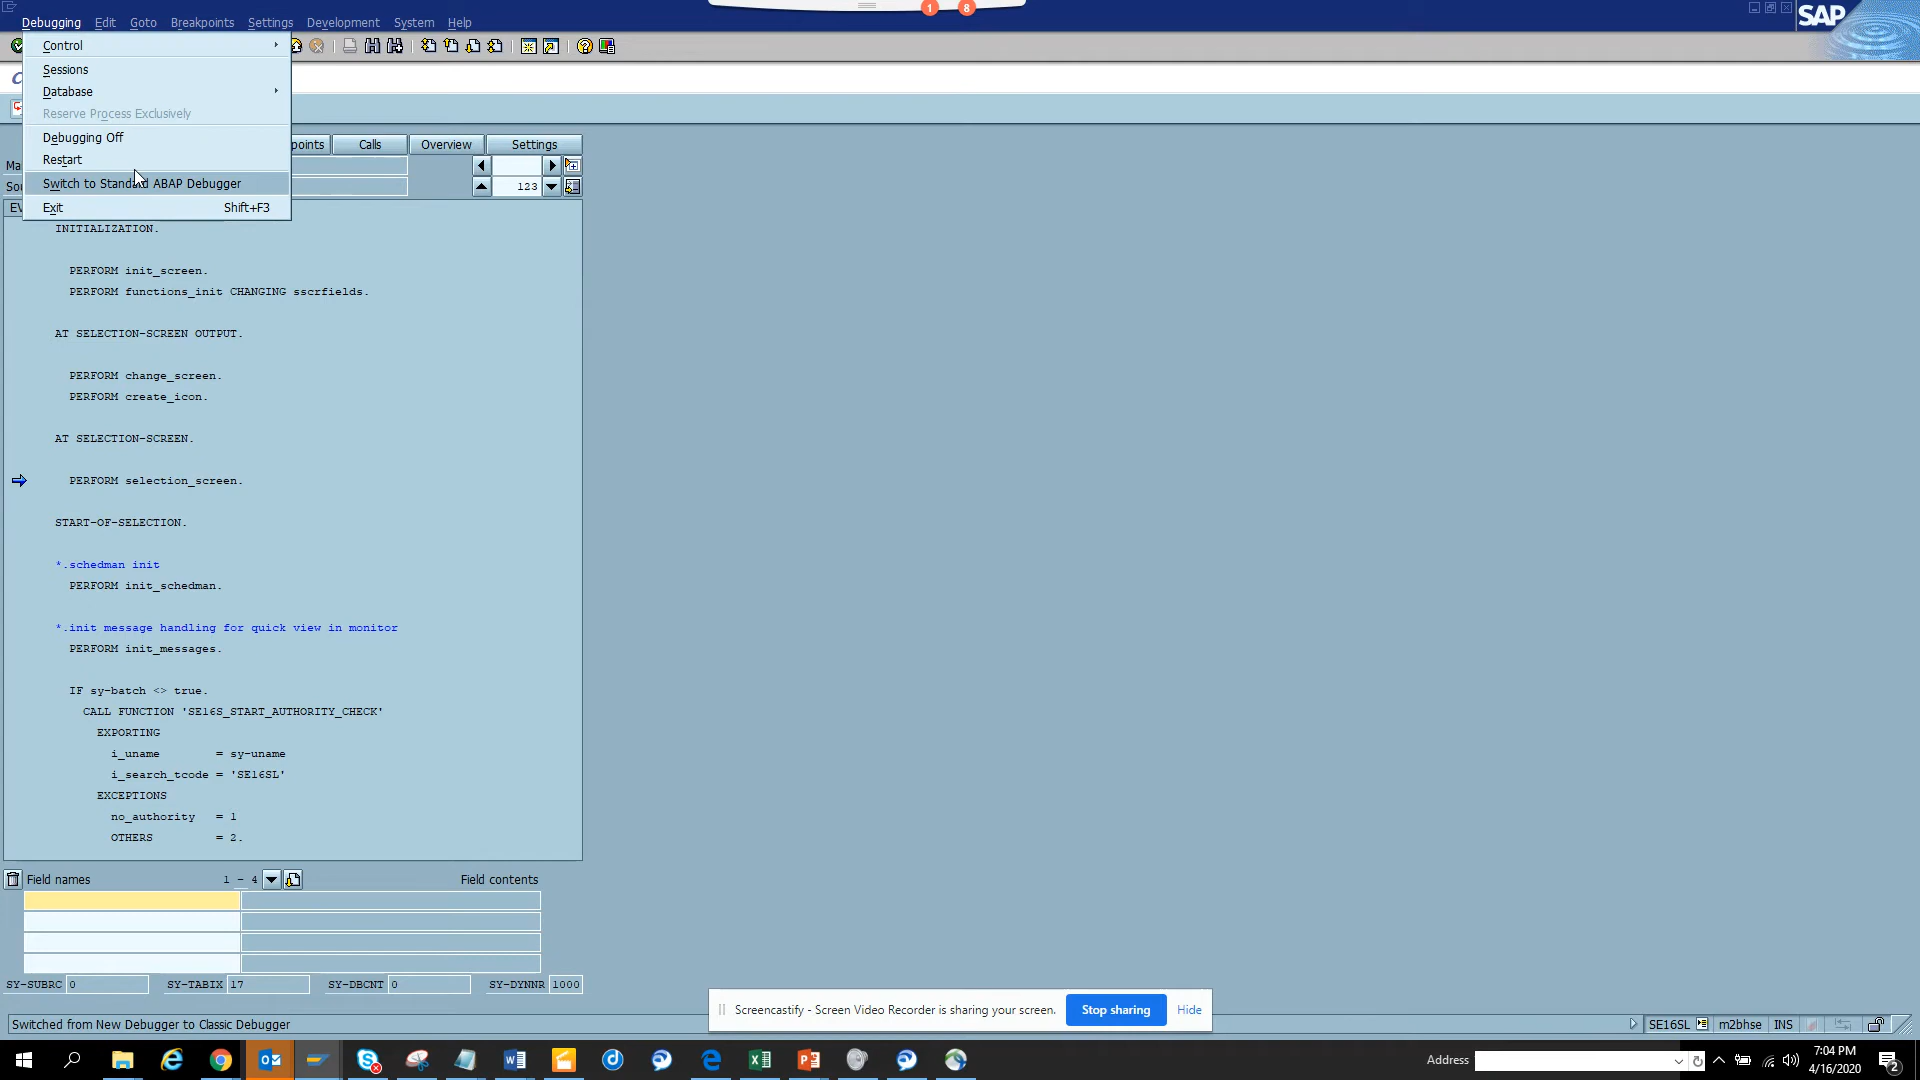 1 8
Debugging Edit Goto Breakpoints Settings Development System Help
SAP
Control
Sessions
Database
Reserve Process Exclusively
Debugging Off
Restart
Switch to Standard ABAP Debugger
Exit Shift+F3
C
points Calls Overview Settings
Ma
Sou 123
EV
INITIALIZATION.
PERFORM init_screen.
PERFORM functions_init CHANGING sscrfields.
AT SELECTION-SCREEN OUTPUT.
PERFORM change_screen.
PERFORM create_icon.
AT SELECTION-SCREEN.
PERFORM selection_screen.
START-OF-SELECTION.
*.schedman init
PERFORM init_schedman.
*.init message handling for quick view in monitor
PERFORM init_messages.
IF sy-batch <> true.
CALL FUNCTION 'SE16S_START_AUTHORITY_CHECK'
EXPORTING
i_uname = sy-uname
i_search_tcode = 'SE16SL'
EXCEPTIONS
no_authority = 1
OTHERS = 2.
Field names 1 - 4 Field contents
SY-SUBRC 0 SY-TABIX 17 SY-DBCNT 0 SY-DYNNR 1000
Screencastify - Screen Video Recorder is sharing your screen. Stop sharing Hide
Switched from New Debugger to Classic Debugger
SE16SL m2bhse INS
Address
7:04 PM
4/16/2020
2